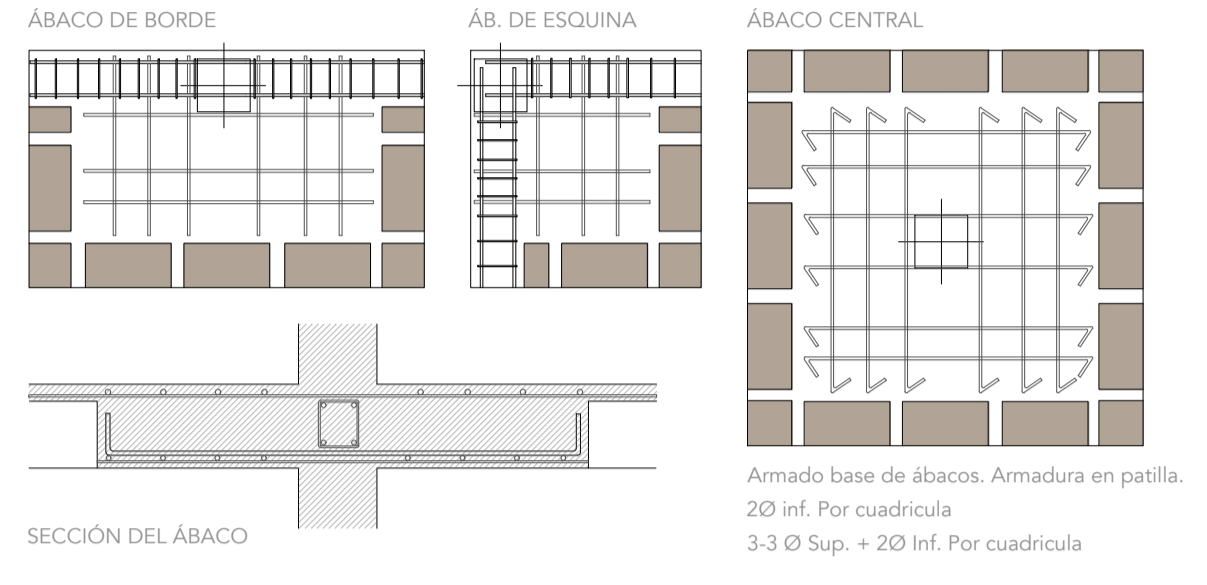 ÁBACO DE BORDE
ÁB. DE ESQUINA
ÁBACO CENTRAL
SECCIÓN DEL ÁBACO
Armado base de ábacos. Armadura en patilla.
2Ø inf. Por cuadricula
3-3 Ø Sup. + 2Ø Inf. Por cuadricula